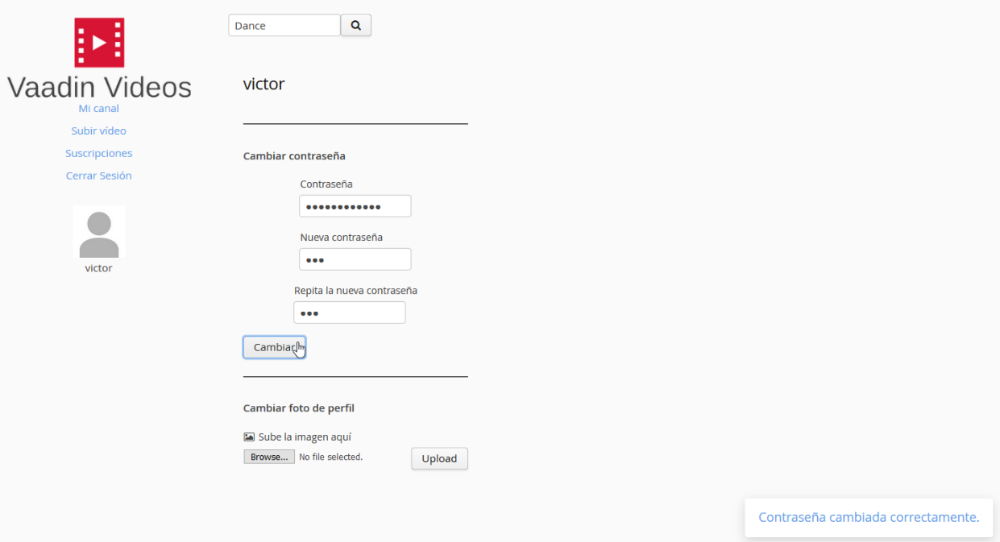 Vaadin Videos
Mi canal
Subir vídeo
Suscripciones
Cerrar Sesión
victor
Dance
victor
Cambiar contraseña
Contraseña
●●●●●●●●●●●●
Nueva contraseña
●●●
Repita la nueva contraseña
●●●
Cambiar
Cambiar foto de perfil
Sube la imagen aquí
Browse... No file selected.
Upload
Contraseña cambiada correctamente.